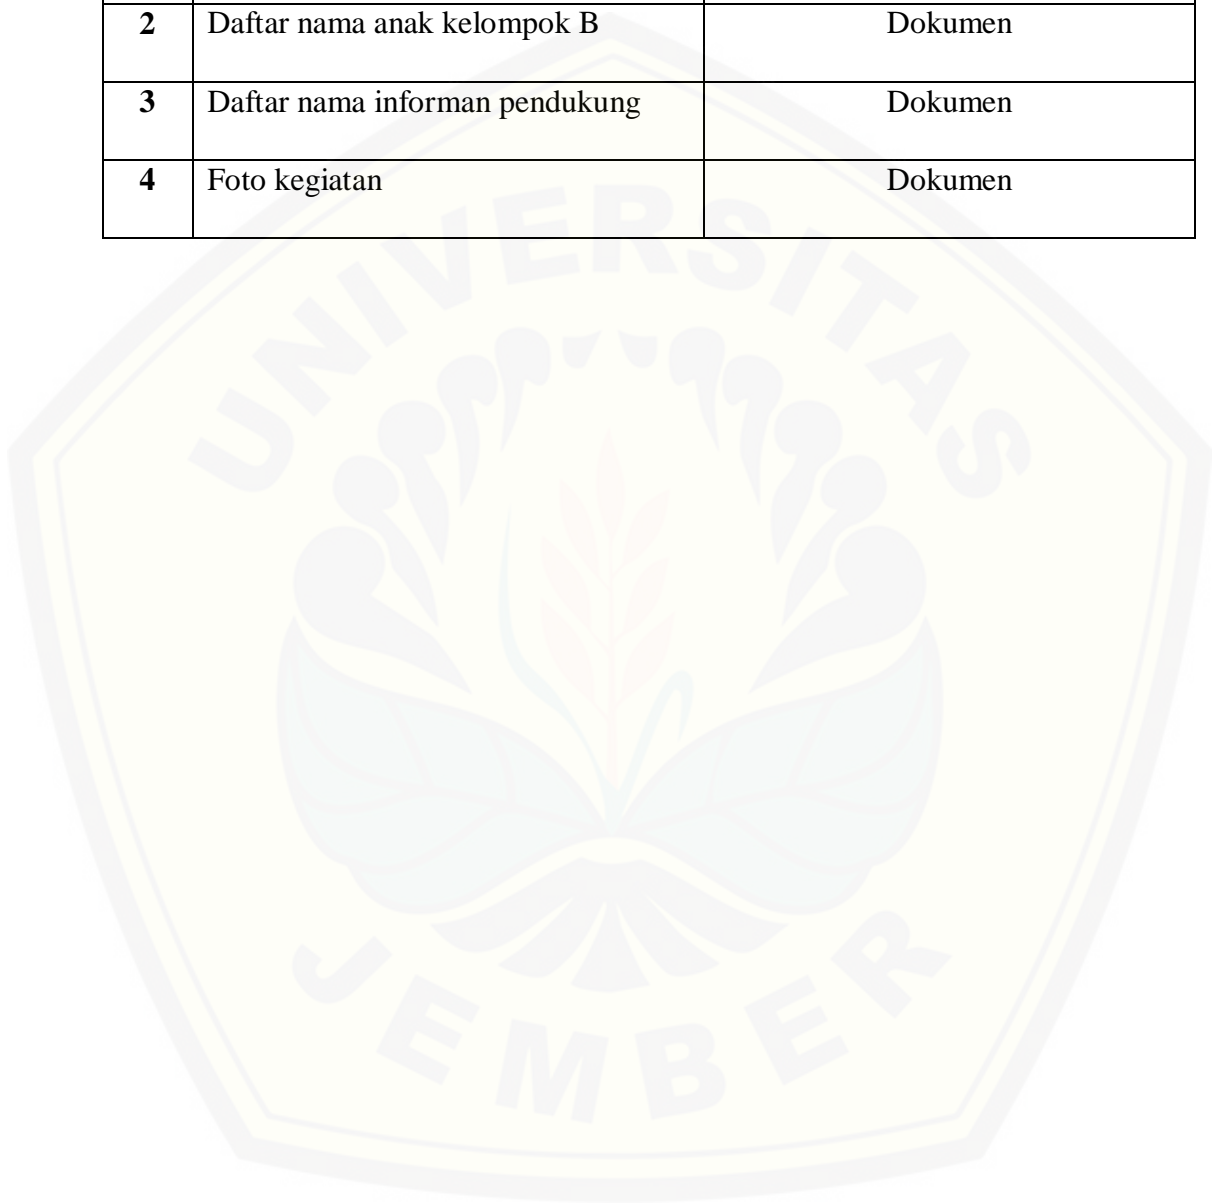 2 Daftar nama anak kelompok B Dokumen
3 Daftar nama informan pendukung Dokumen
4 Foto kegiatan Dokumen
UNIVERSITAS
JEMBER